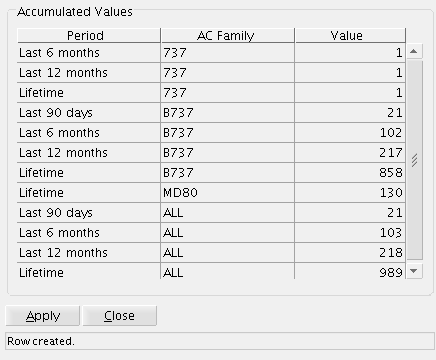 Accumulated Values
Period AC Family Value
Last 6 months 737 1
Last 12 months 737 1
Lifetime 737 1
Last 90 days B737 21
Last 6 months B737 102
Last 12 months B737 217
Lifetime B737 858
Lifetime MD80 130
Last 90 days ALL 21
Last 6 months ALL 103
Last 12 months ALL 218
Lifetime ALL 989
Apply Close
Row created.